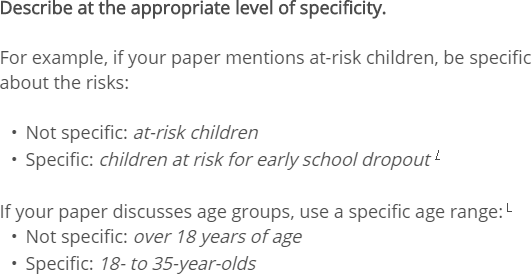 Describe at the appropriate level of specificity.
For example, if your paper mentions at-risk children, be specific
about the risks:
• Not specific: at-risk children
• Specific: children at risk for early school dropout
If your paper discusses age groups, use a specific age range:
• Not specific: over 18 years of age
• Specific: 18- to 35-year-olds